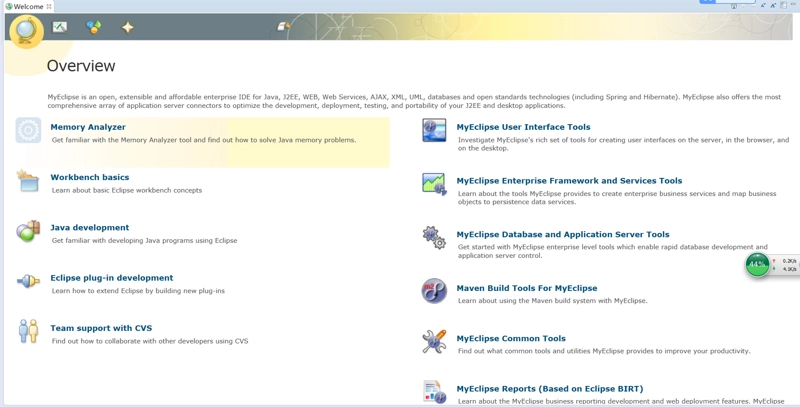 Welcome
Overview
MyEclipse is an open, extensible and affordable enterprise IDE for Java, J2EE, WEB, Web Services, AJAX, XML, UML, databases and open standards technologies (including Spring and Hibernate). MyEclipse also offers the most
comprehensive array of application server connectors to optimize the development, deployment, testing, and portability of your J2EE and desktop applications.
Memory Analyzer
Get familiar with the Memory Analyzer tool and find out how to solve Java memory problems.
Workbench basics
Learn about basic Eclipse workbench concepts
Java development
Get familiar with developing Java programs using Eclipse
Eclipse plug-in development
Learn how to extend Eclipse by building new plug-ins
Team support with CVS
Find out how to collaborate with other developers using CVS
MyEclipse User Interface Tools
Investigate MyEclipse's rich set of tools for creating user interfaces on the server, in the browser, and
on the desktop.
MyEclipse Enterprise Framework and Services Tools
Learn about the tools MyEclipse provides to create enterprise business services and map business
objects to persistence data services.
MyEclipse Database and Application Server Tools
Get started with MyEclipse enterprise level tools which enable rapid database development and
application server control.
44%
0.2K/s
4.1K/s
m2
Maven Build Tools For MyEclipse
Learn about using the Maven build system with MyEclipse.
MyEclipse Common Tools
Find out what common tools and utilities MyEclipse provides to improve your productivity.
MyEclipse Reports (Based on Eclipse BIRT)
Learn about the MyEclipse business reporting development and web deployment features. MyEclipse